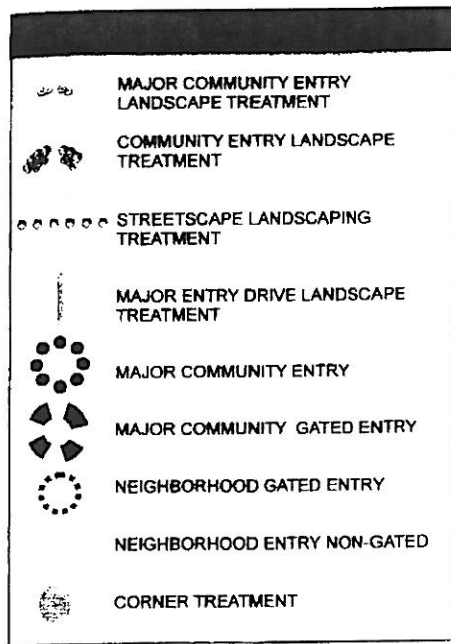 MAJOR COMMUNITY ENTRY
LANDSCAPE TREATMENT
COMMUNITY ENTRY LANDSCAPE
TREATMENT
STREETSCAPE LANDSCAPING
TREATMENT
MAJOR ENTRY DRIVE LANDSCAPE
TREATMENT
MAJOR COMMUNITY ENTRY
MAJOR COMMUNITY GATED ENTRY
NEIGHBORHOOD GATED ENTRY
NEIGHBORHOOD ENTRY NON-GATED
CORNER TREATMENT